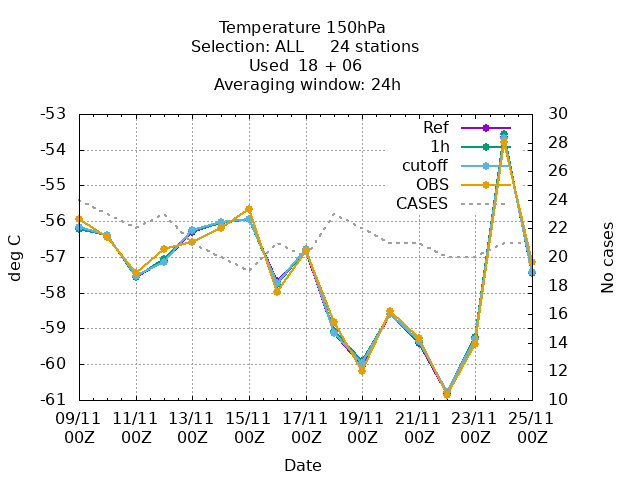 Temperature 150hPa
Selection: ALL 24 stations
Used 18 + 06
Averaging window: 24h
-53
-54
-55
-56
-57
-58
-59
-60
-61
deg C
30
28
26
24
22
20
18
16
14
12
10
No cases
Ref
1h
cutoff
OBS
CASES
09/11 11/11 13/11 15/11 17/11 19/11 21/11 23/11 25/11
00Z 00Z 00Z 00Z 00Z 00Z 00Z 00Z 00Z
Date